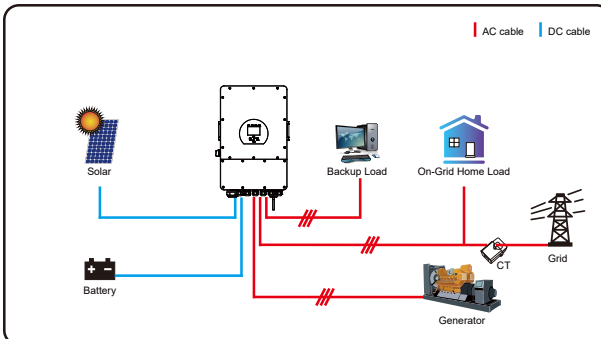 AC cable
DC cable
Solar
Backup Load
On-Grid Home Load
CT
Grid
Battery
Generator